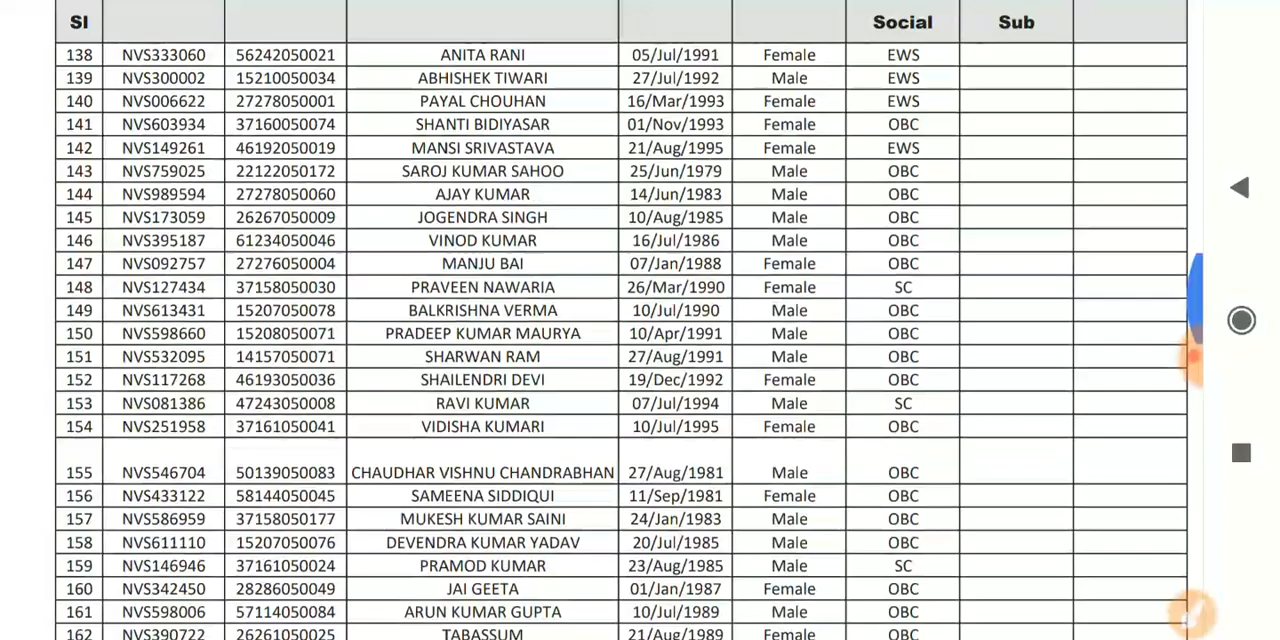 Sl Social Sub
138 NVS333060 56242050021 ANITA RANI 05/Jul/1991 Female EWS
139 NVS300002 15210050034 ABHISHEK TIWARI 27/Jul/1992 Male EWS
140 NVS006622 27278050001 PAYAL CHOUHAN 16/Mar/1993 Female EWS
141 NVS603934 37160050074 SHANTI BIDIYASAR 01/Nov/1993 Female OBC
142 NVS149261 46192050019 MANSI SRIVASTAVA 21/Aug/1995 Female EWS
143 NVS759025 22122050172 SAROJ KUMAR SAHOO 25/Jun/1979 Male OBC
144 NVS989594 27278050060 AJAY KUMAR 14/Jun/1983 Male OBC
145 NVS173059 26267050009 JOGENDRA SINGH 10/Aug/1985 Male OBC
146 NVS395187 61234050046 VINOD KUMAR 16/Jul/1986 Male OBC
147 NVS092757 27276050004 MANJU BAI 07/Jan/1988 Female OBC
148 NVS127434 37158050030 PRAVEEN NAWARIA 26/Mar/1990 Female SC
149 NVS613431 15207050078 BALKRISHNA VERMA 10/Jul/1990 Male OBC
150 NVS598660 15208050071 PRADEEP KUMAR MAURYA 10/Apr/1991 Male OBC
151 NVS532095 14157050071 SHARWAN RAM 27/Aug/1991 Male OBC
152 NVS117268 46193050036 SHAILENDRI DEVI 19/Dec/1992 Female OBC
153 NVS081386 47243050008 RAVI KUMAR 07/Jul/1994 Male SC
154 NVS251958 37161050041 VIDISHA KUMARI 10/Jul/1995 Female OBC
155 NVS546704 50139050083 CHAUDHAR VISHNU CHANDRABHAN 27/Aug/1981 Male OBC
156 NVS433122 58144050045 SAMEENA SIDDIQUI 11/Sep/1981 Female OBC
157 NVS586959 37158050177 MUKESH KUMAR SAINI 24/Jan/1983 Male OBC
158 NVS611110 15207050076 DEVENDRA KUMAR YADAV 20/Jul/1985 Male OBC
159 NVS146946 37161050024 PRAMOD KUMAR 23/Aug/1985 Male SC
160 NVS342450 28286050049 JAI GEETA 01/Jan/1987 Female OBC
161 NVS598006 57114050084 ARUN KUMAR GUPTA 10/Jul/1989 Male OBC
162 NVS390722 26261050025 TABASSUM 21/Aug/1989 Female OBC